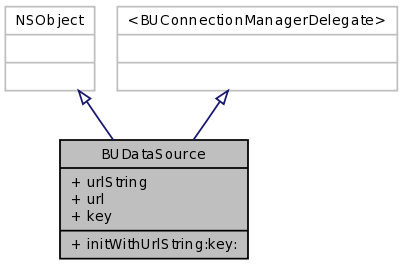 NSObject
<BUConnectionManagerDelegate>
BUDataSource
+ urlString
+ url
+ key
+ initWithUrlString:key: